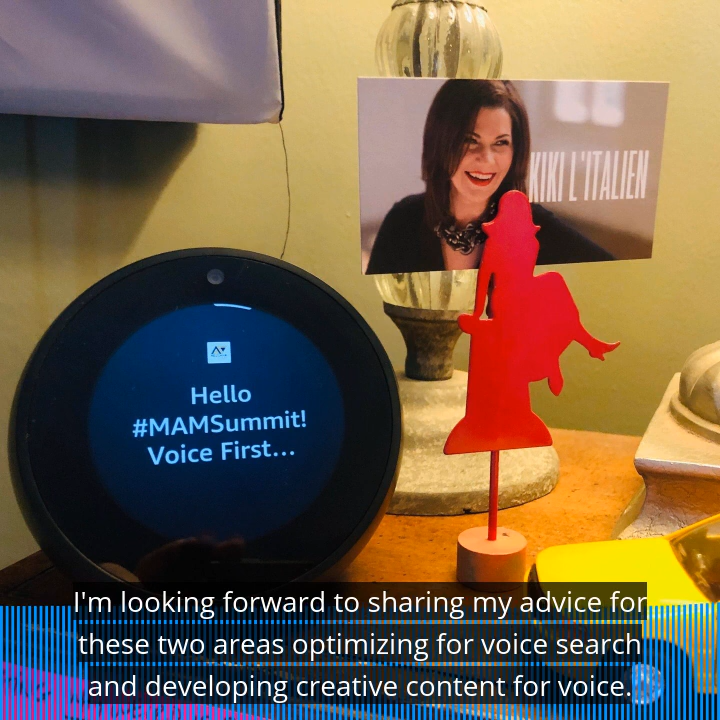 KIKI L'ITALIEN
Hello
#MAMSummit!
Voice First...
I'm looking forward to sharing my advice for
these two areas optimizing for voice search
and developing creative content for voice.